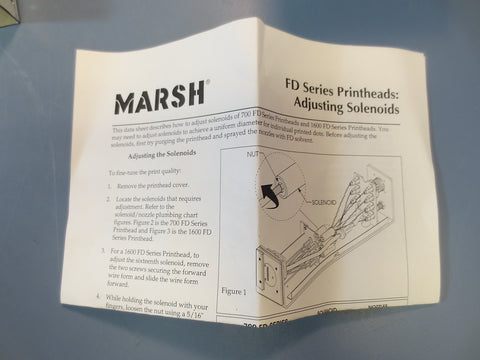 MARSH®
FD Series Printheads:
Adjusting Solenoids
This data sheet describes how to adjust solenoids of 700 FD Series Printheads and 1600 FD Series Printheads. You
may need to adjust solenoids to achieve a uniform diameter for individual printed dots. Before adjusting the
solenoids, first try purging the printhead and sprayed the nozzles with FD solvent.
Adjusting the Solenoids
To fine-tune the print quality:
1. Remove the printhead cover.
2. Locate the solenoids that requires
adjustment. Refer to the
solenoid/nozzle plumbing chart
figures. Figure 2 is the 700 FD Series
Printhead and Figure 3 is the 1600 FD
Series Printhead.
3. For a 1600 FD Series Printhead, to
adjust the sixteenth solenoid, remove
the two screws securing the forward
wire form and slide the wire form
forward.
4. While holding the solenoid with your
fingers, loosen the nut using a 5/16"
NUT
SOLENOID
Figure 1
700 FD SERIES